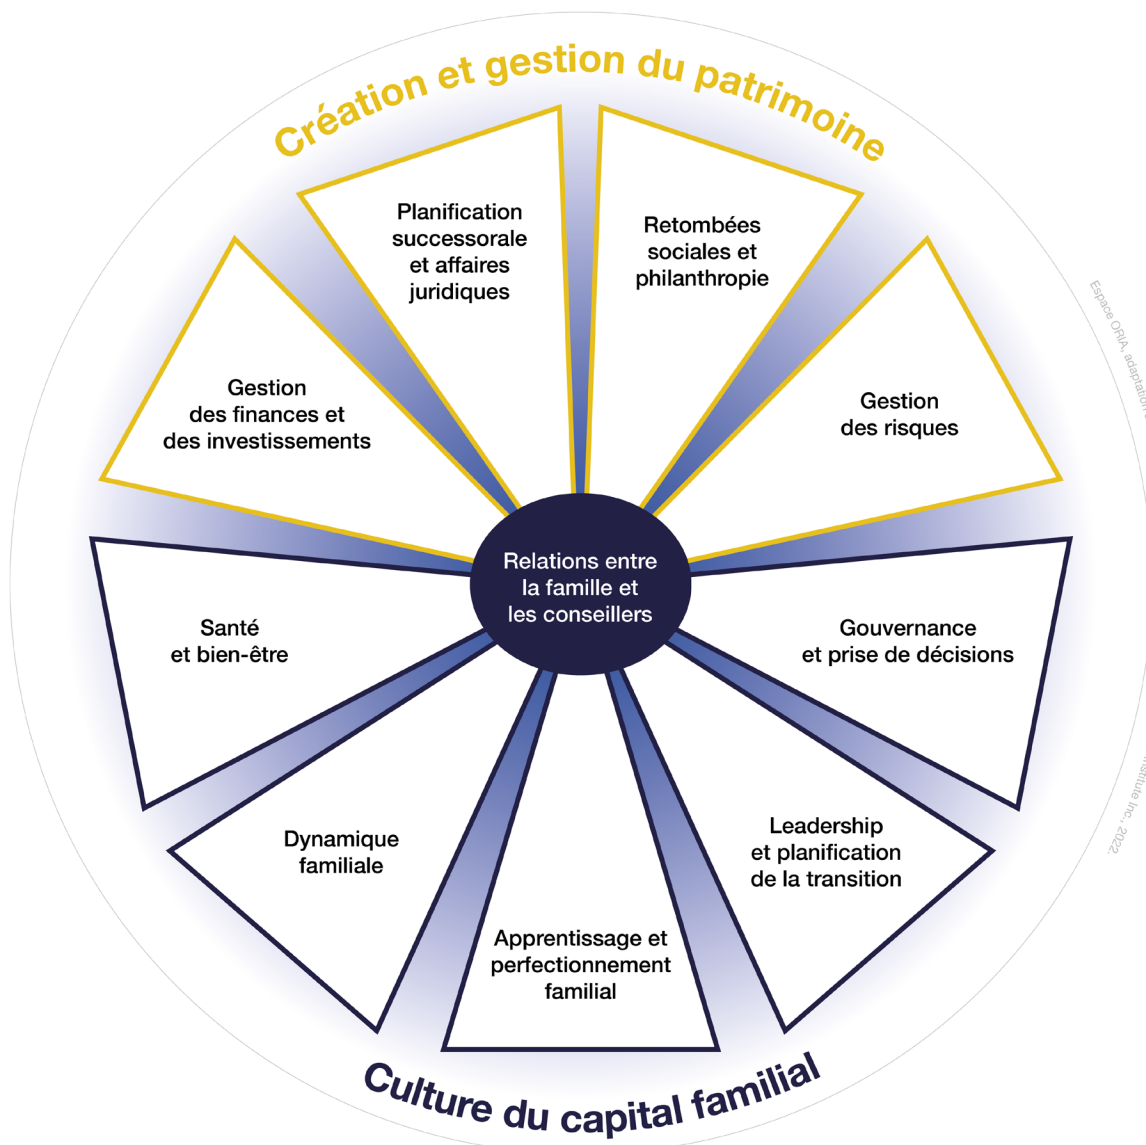 Création et gestion du patrimoine
Planification
successorale
et affaires
juridiques
Retombées
sociales et
philanthropie
Gestion
des finances et
des investissements
Gestion
des risques
Relations entre
la famille et
les conseillers
Santé
et bien-être
Gouvernance
et prise de décisions
Dynamique
familiale
Leadership
et planification
de la transition
Apprentissage et
perfectionnement
familial
Culture du capital familial
Espace ORIA, adaptation
Institute Inc., 2022.